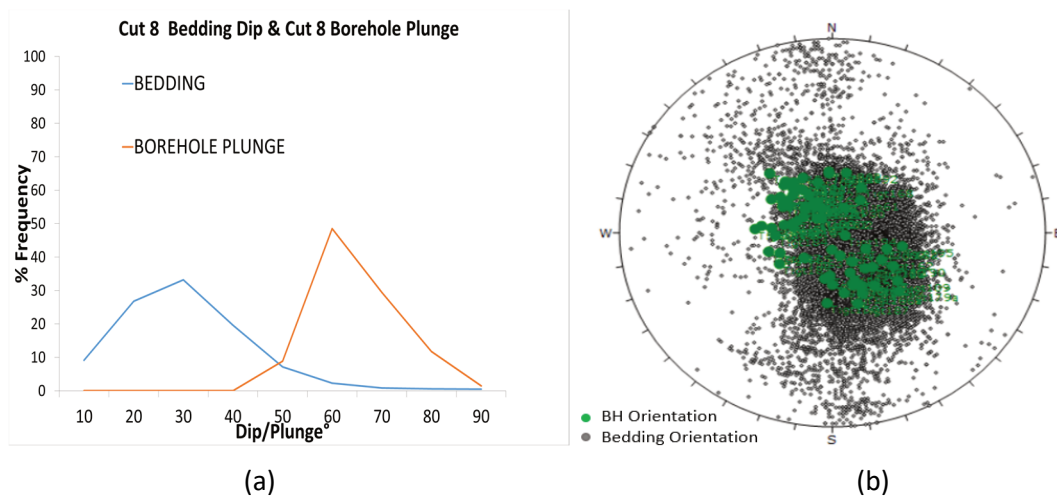 Cut 8 Bedding Dip & Cut 8 Borehole Plunge
% Frequency
100
90
80
70
60
50
40
30
20
10
0
BEDDING
BOREHOLE PLUNGE
10 20 30 40 50 60 70 80 90
Dip/Plunge°
(a)
N
W
E
S
BH Orientation
Bedding Orientation
(b)